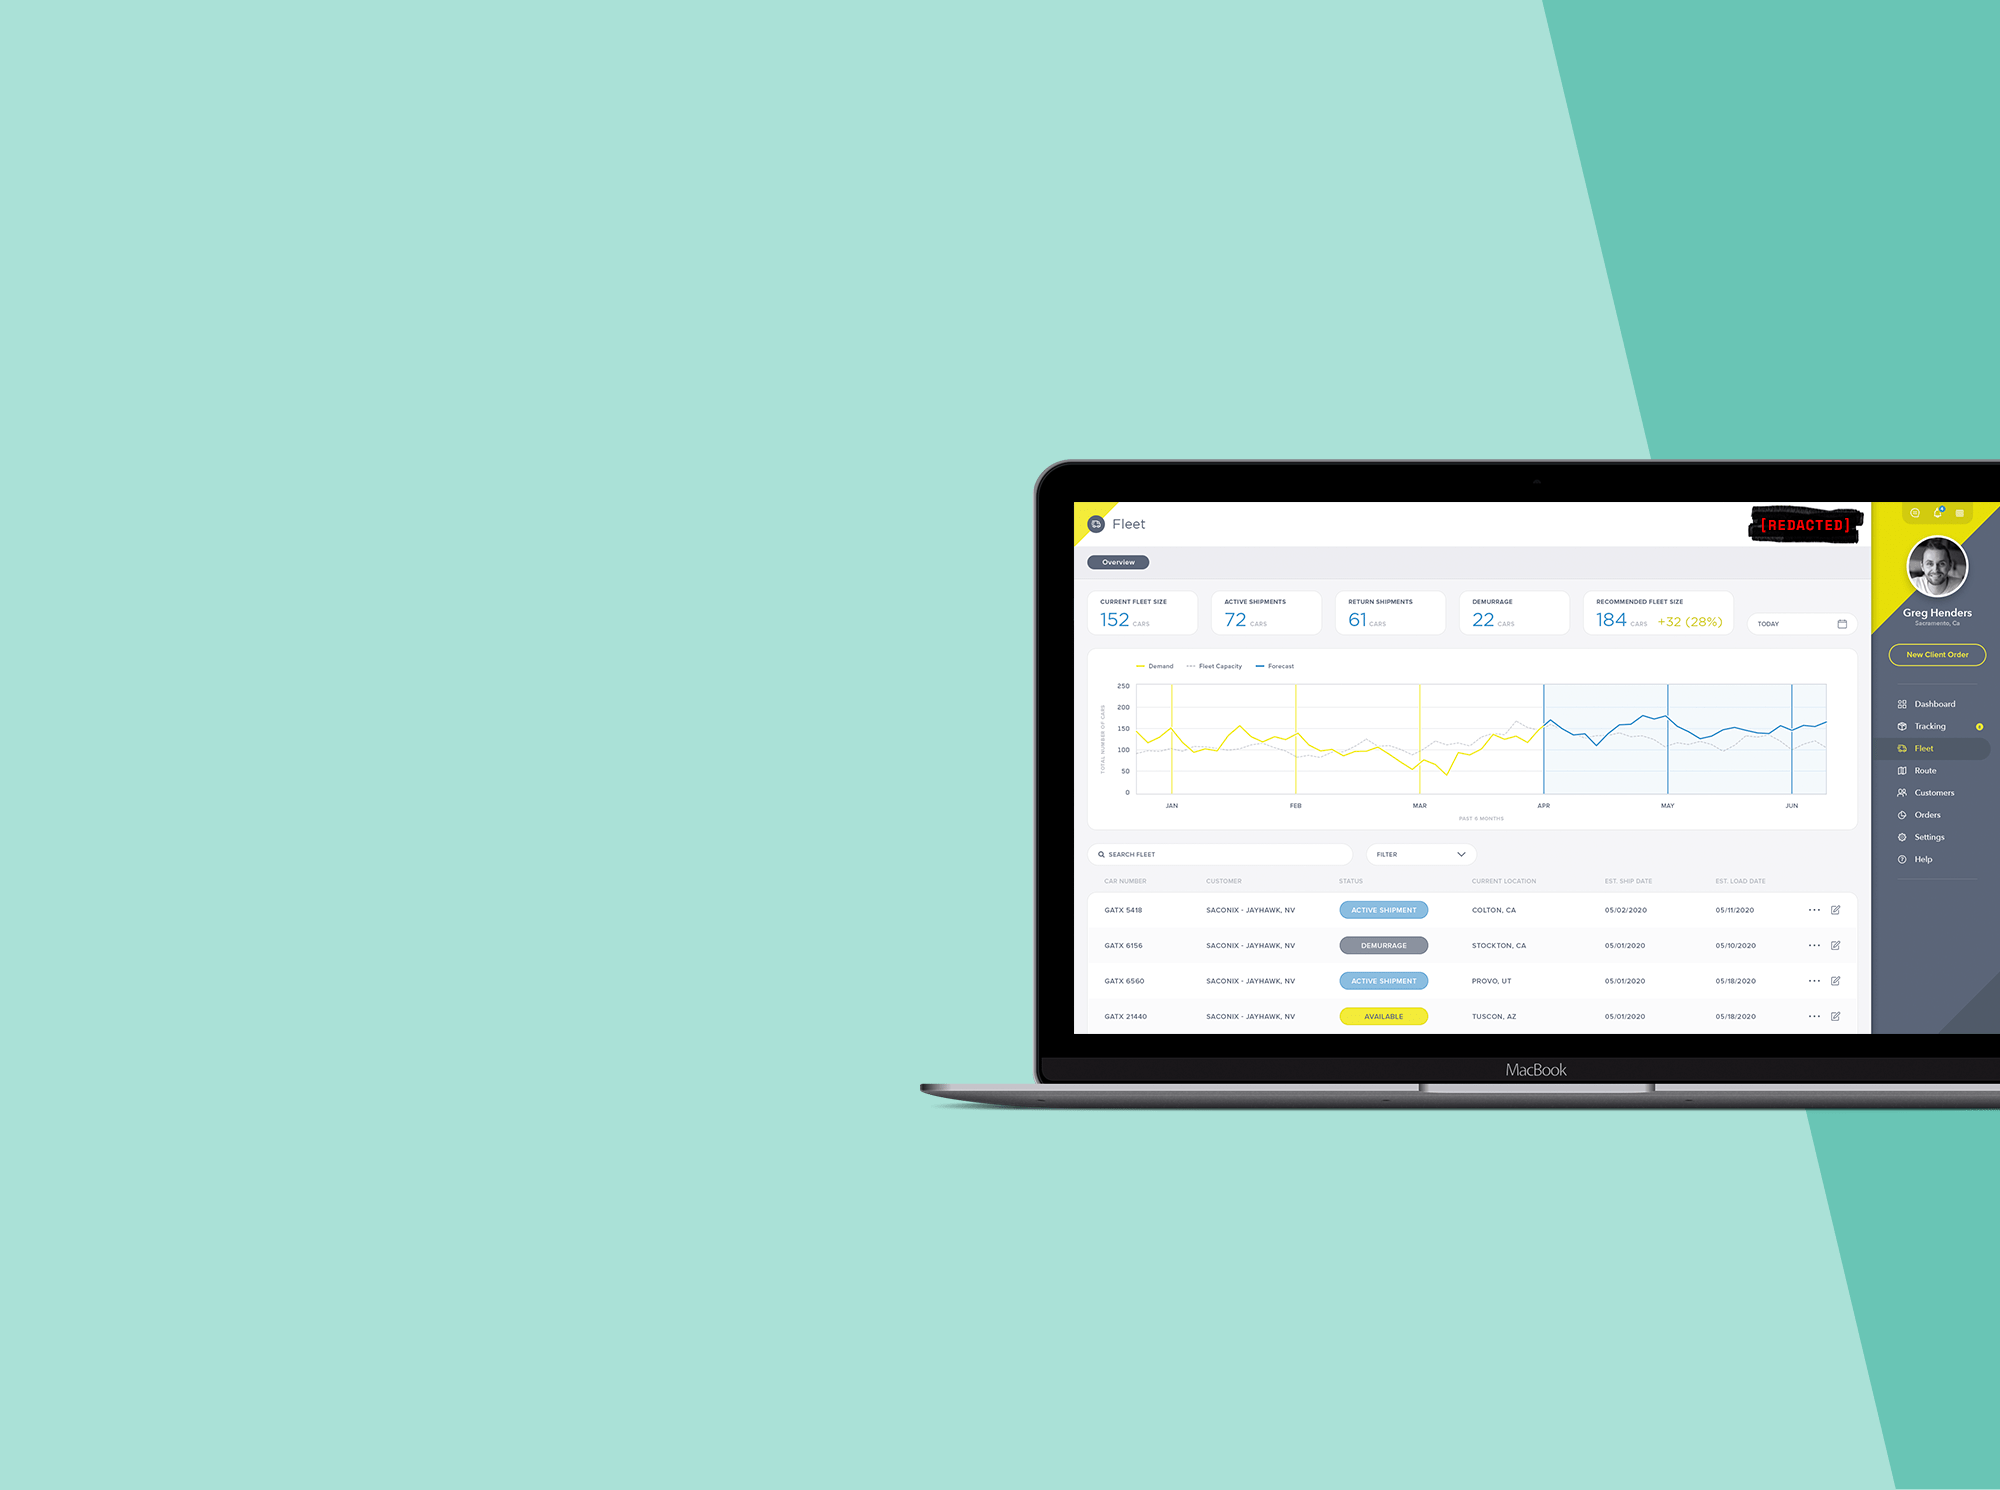 Fleet
[REDACTED]
Overview
CURRENT FLEET SIZE
152 CARS
ACTIVE SHIPMENTS
72 CARS
RETURN SHIPMENTS
61 CARS
DEMURRAGE
22 CARS
RECOMMENDED FLEET SIZE
184 CARS +32 (28%)
TODAY
Demand Fleet Capacity Forecast
TOTAL NUMBER OF CARS
250
200
150
100
50
0
JAN FEB MAR APR MAY JUN
PAST 6 MONTHS
SEARCH FLEET
FILTER
CAR NUMBER CUSTOMER STATUS CURRENT LOCATION EST. SHIP DATE EST. LOAD DATE
GATX 5418 SACONIX - JAYHAWK, NV ACTIVE SHIPMENT COLTON, CA 05/02/2020 05/11/2020
GATX 6156 SACONIX - JAYHAWK, NV DEMURRAGE STOCKTON, CA 05/01/2020 05/10/2020
GATX 6560 SACONIX - JAYHAWK, NV ACTIVE SHIPMENT PROVO, UT 05/01/2020 05/18/2020
GATX 21440 SACONIX - JAYHAWK, NV AVAILABLE TUSCON, AZ 05/01/2020 05/18/2020
Greg Henders
Sacramento, Ca
New Client Order
Dashboard
Tracking
Fleet
Route
Customers
Orders
Settings
Help
MacBook